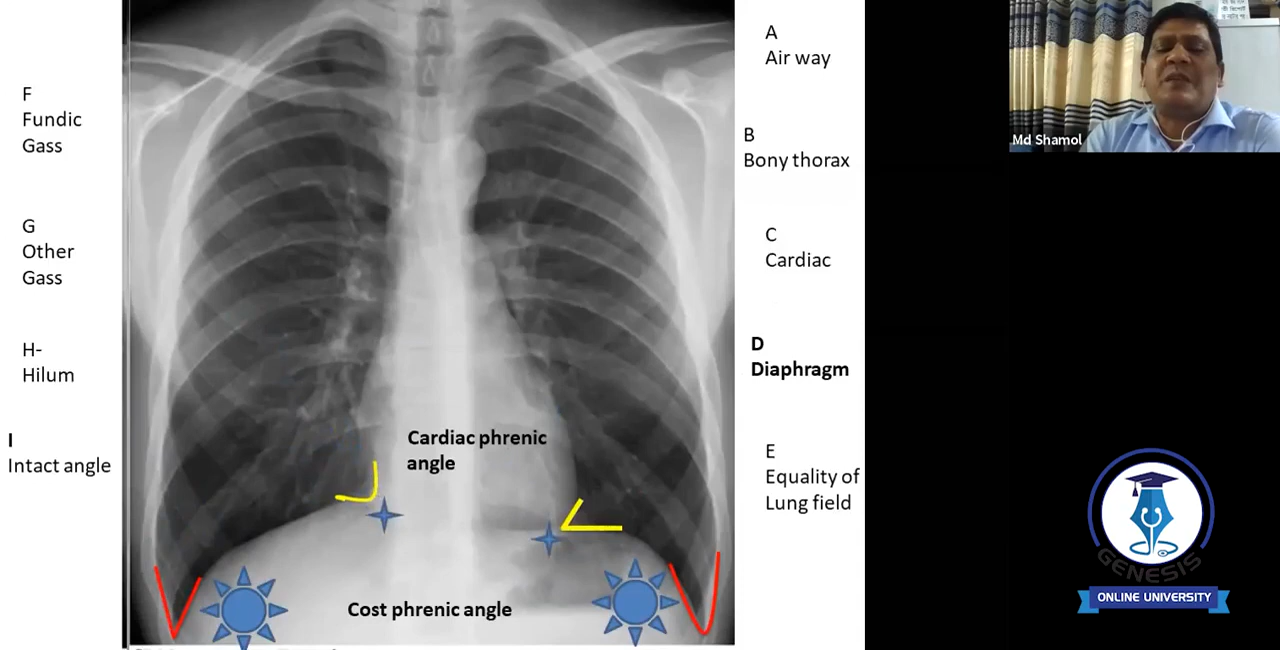 F
Fundic
Gass
G
Other
Gass
H-
Hilum
I
Intact angle
Cardiac phrenic
angle
Cost phrenic angle
A
Air way
B
Bony thorax
C
Cardiac
D
Diaphragm
E
Equality of
Lung field
Md Shamol
GENESIS
ONLINE UNIVERSITY